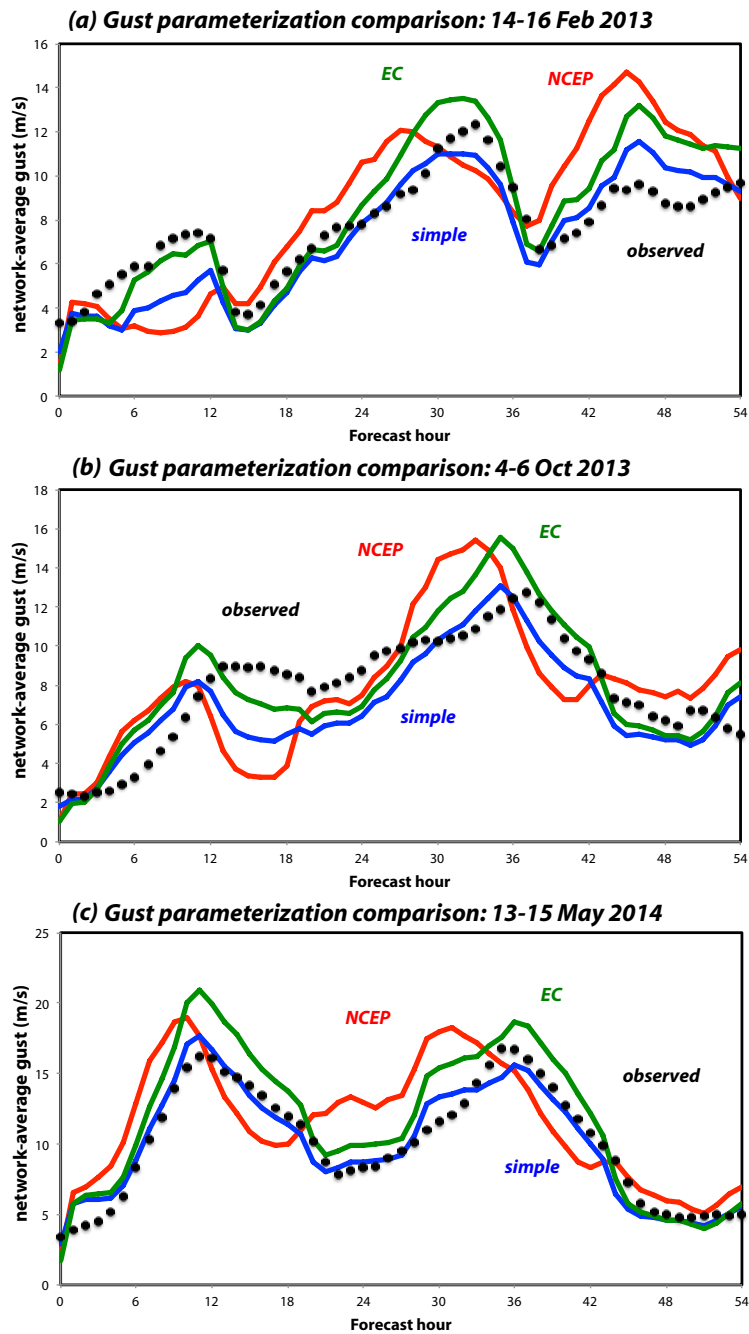 (a) Gust parameterization comparison: 14-16 Feb 2013
network-average gust (m/s)
16
14
12
10
8
6
4
2
0
EC
NCEP
simple
observed
0 6 12 18 24 30 36 42 48 54
Forecast hour
(b) Gust parameterization comparison: 4-6 Oct 2013
network-average gust (m/s)
18
16
14
12
10
8
6
4
2
0
EC
NCEP
observed
simple
0 6 12 18 24 30 36 42 48 54
Forecast hour
(c) Gust parameterization comparison: 13-15 May 2014
network-average gust (m/s)
25
20
15
10
5
0
EC
NCEP
observed
simple
0 6 12 18 24 30 36 42 48 54
Forecast hour